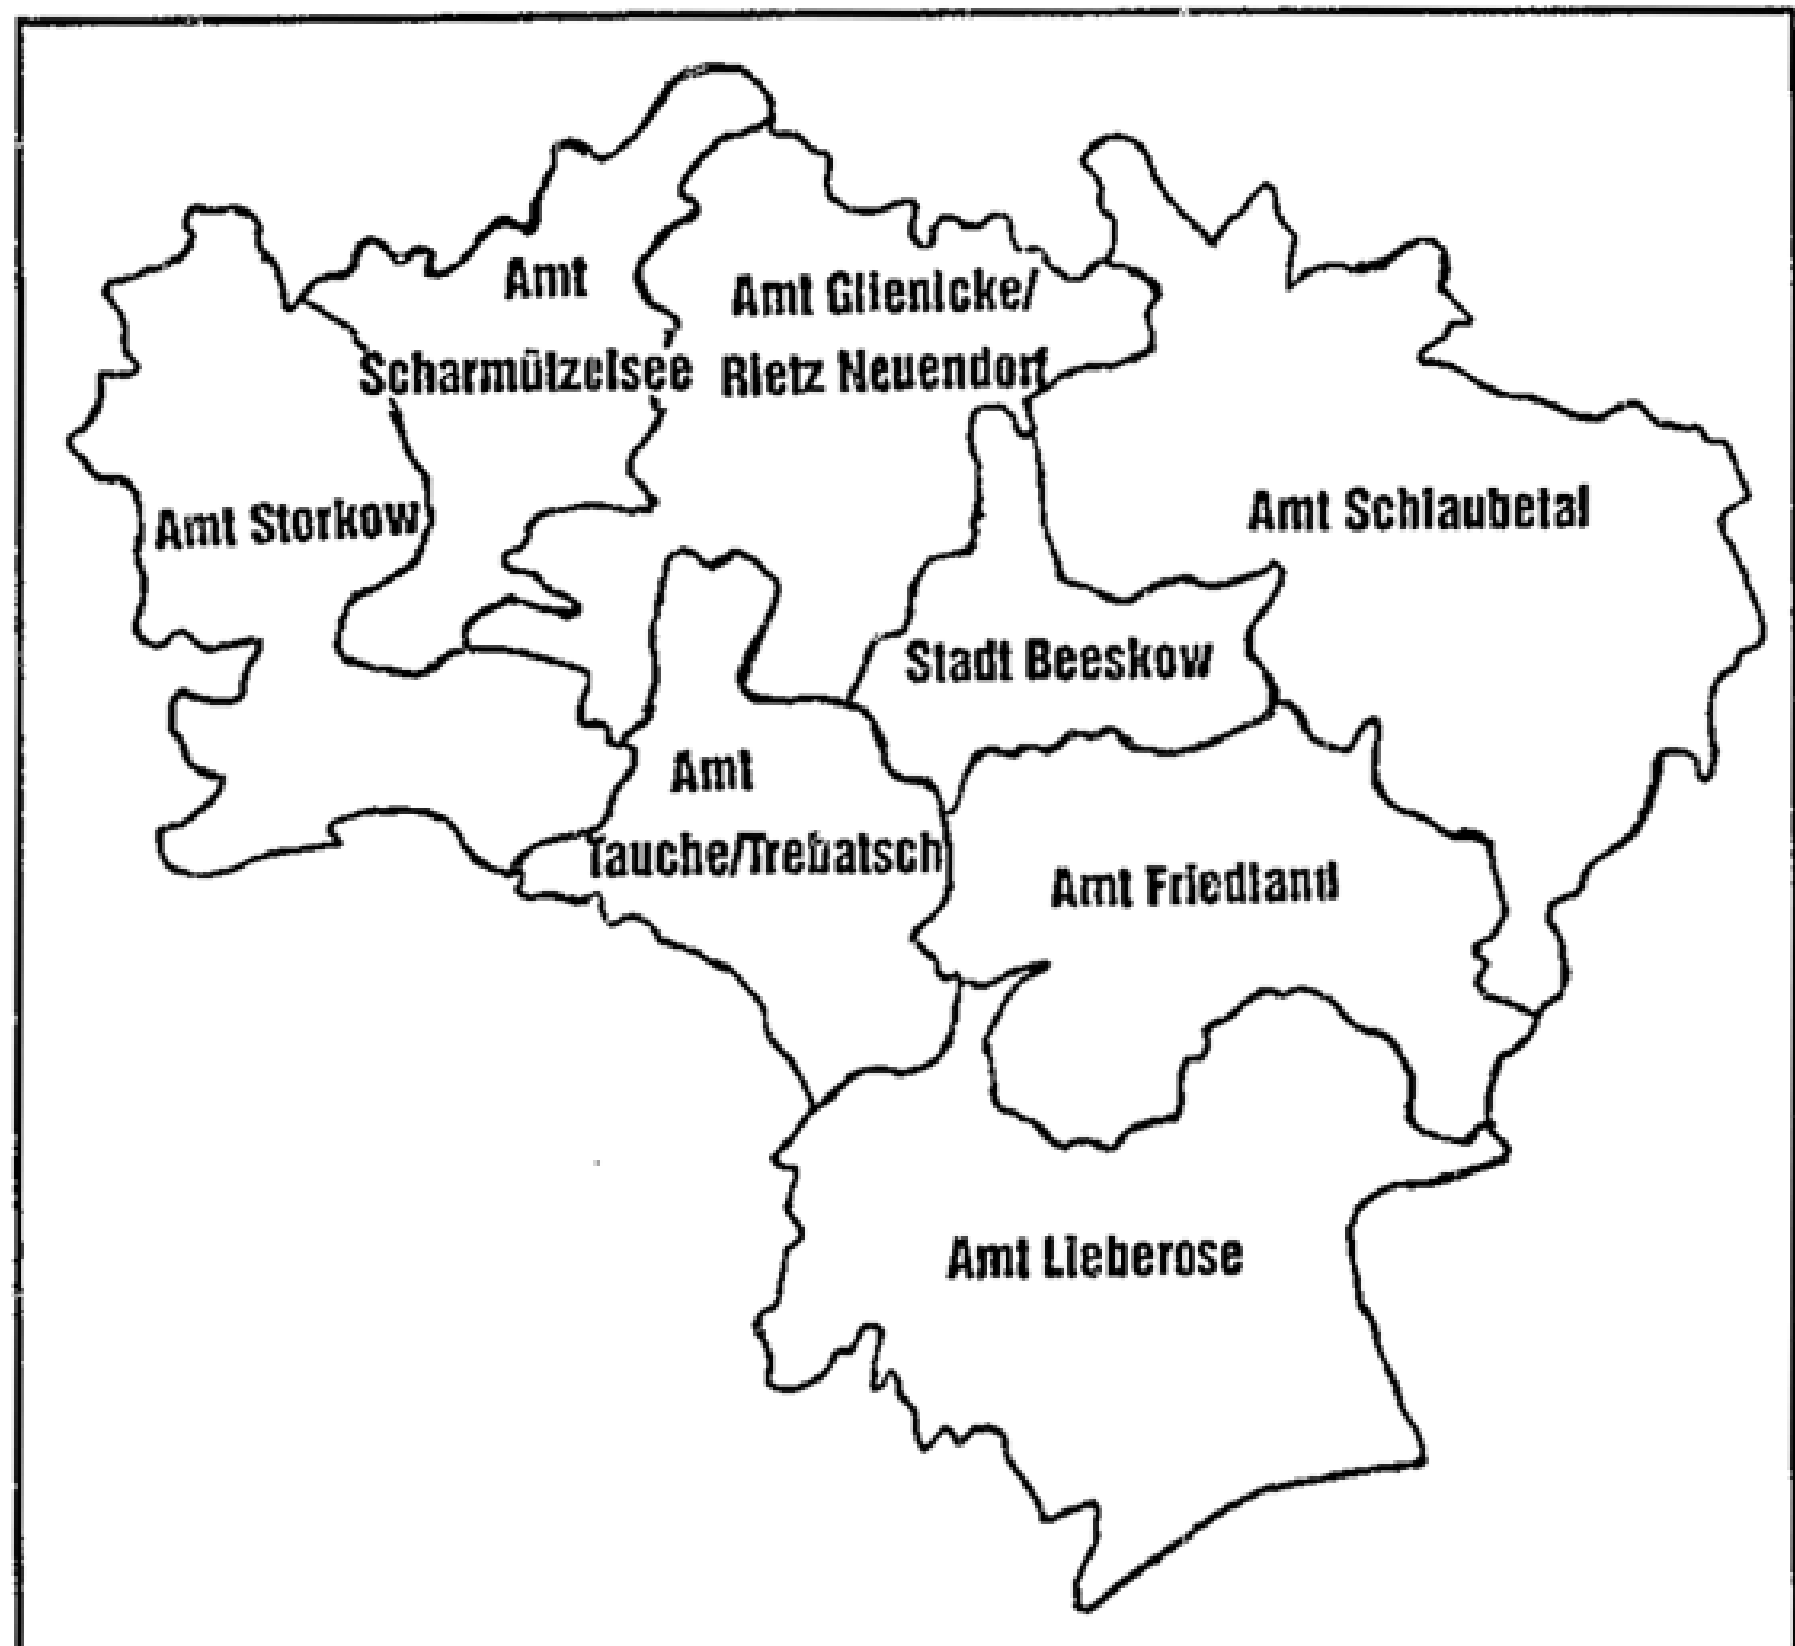 Amt
Scharmützelsee
Amt Glienicke/
Rietz Neuendorf
Amt Storkow
Amt Schlaubetal
Stadt Beeskow
Amt
Tauche/Trebatsch
Amt Friedland
Amt Lieberose